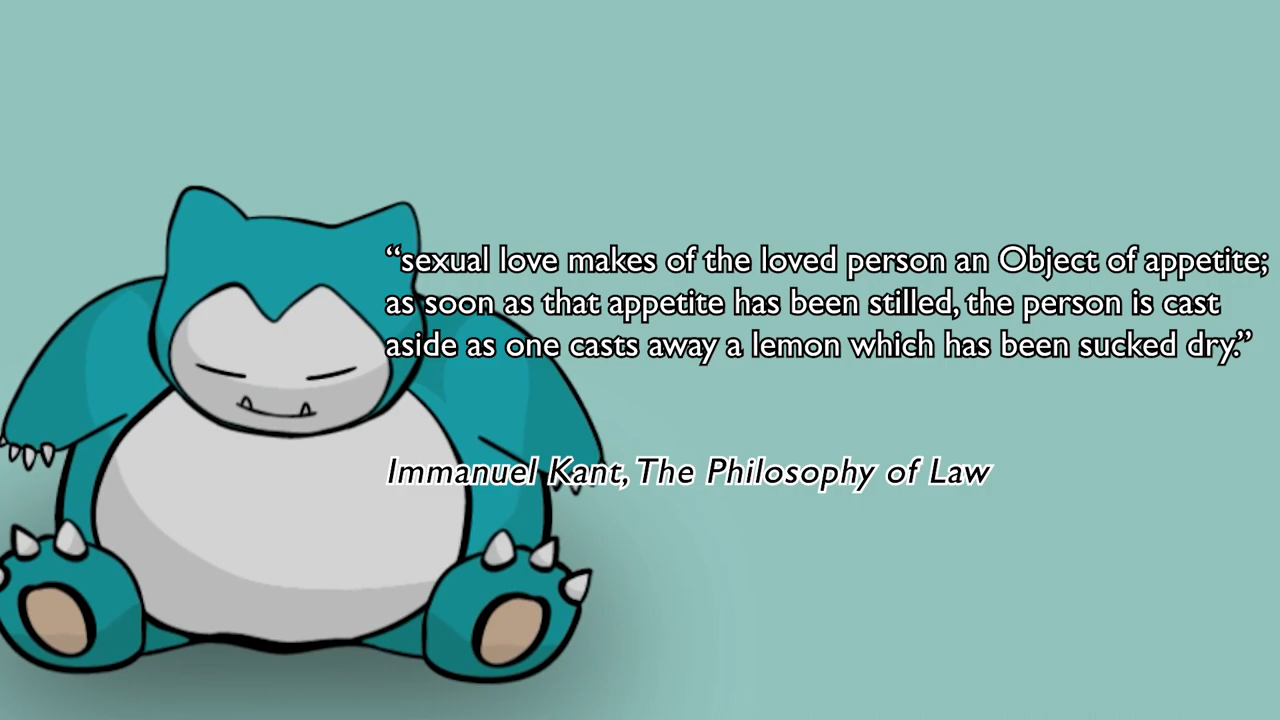 “sexual love makes of the loved person an Object of appetite;
as soon as that appetite has been stilled, the person is cast
aside as one casts away a lemon which has been sucked dry.”
Immanuel Kant, The Philosophy of Law